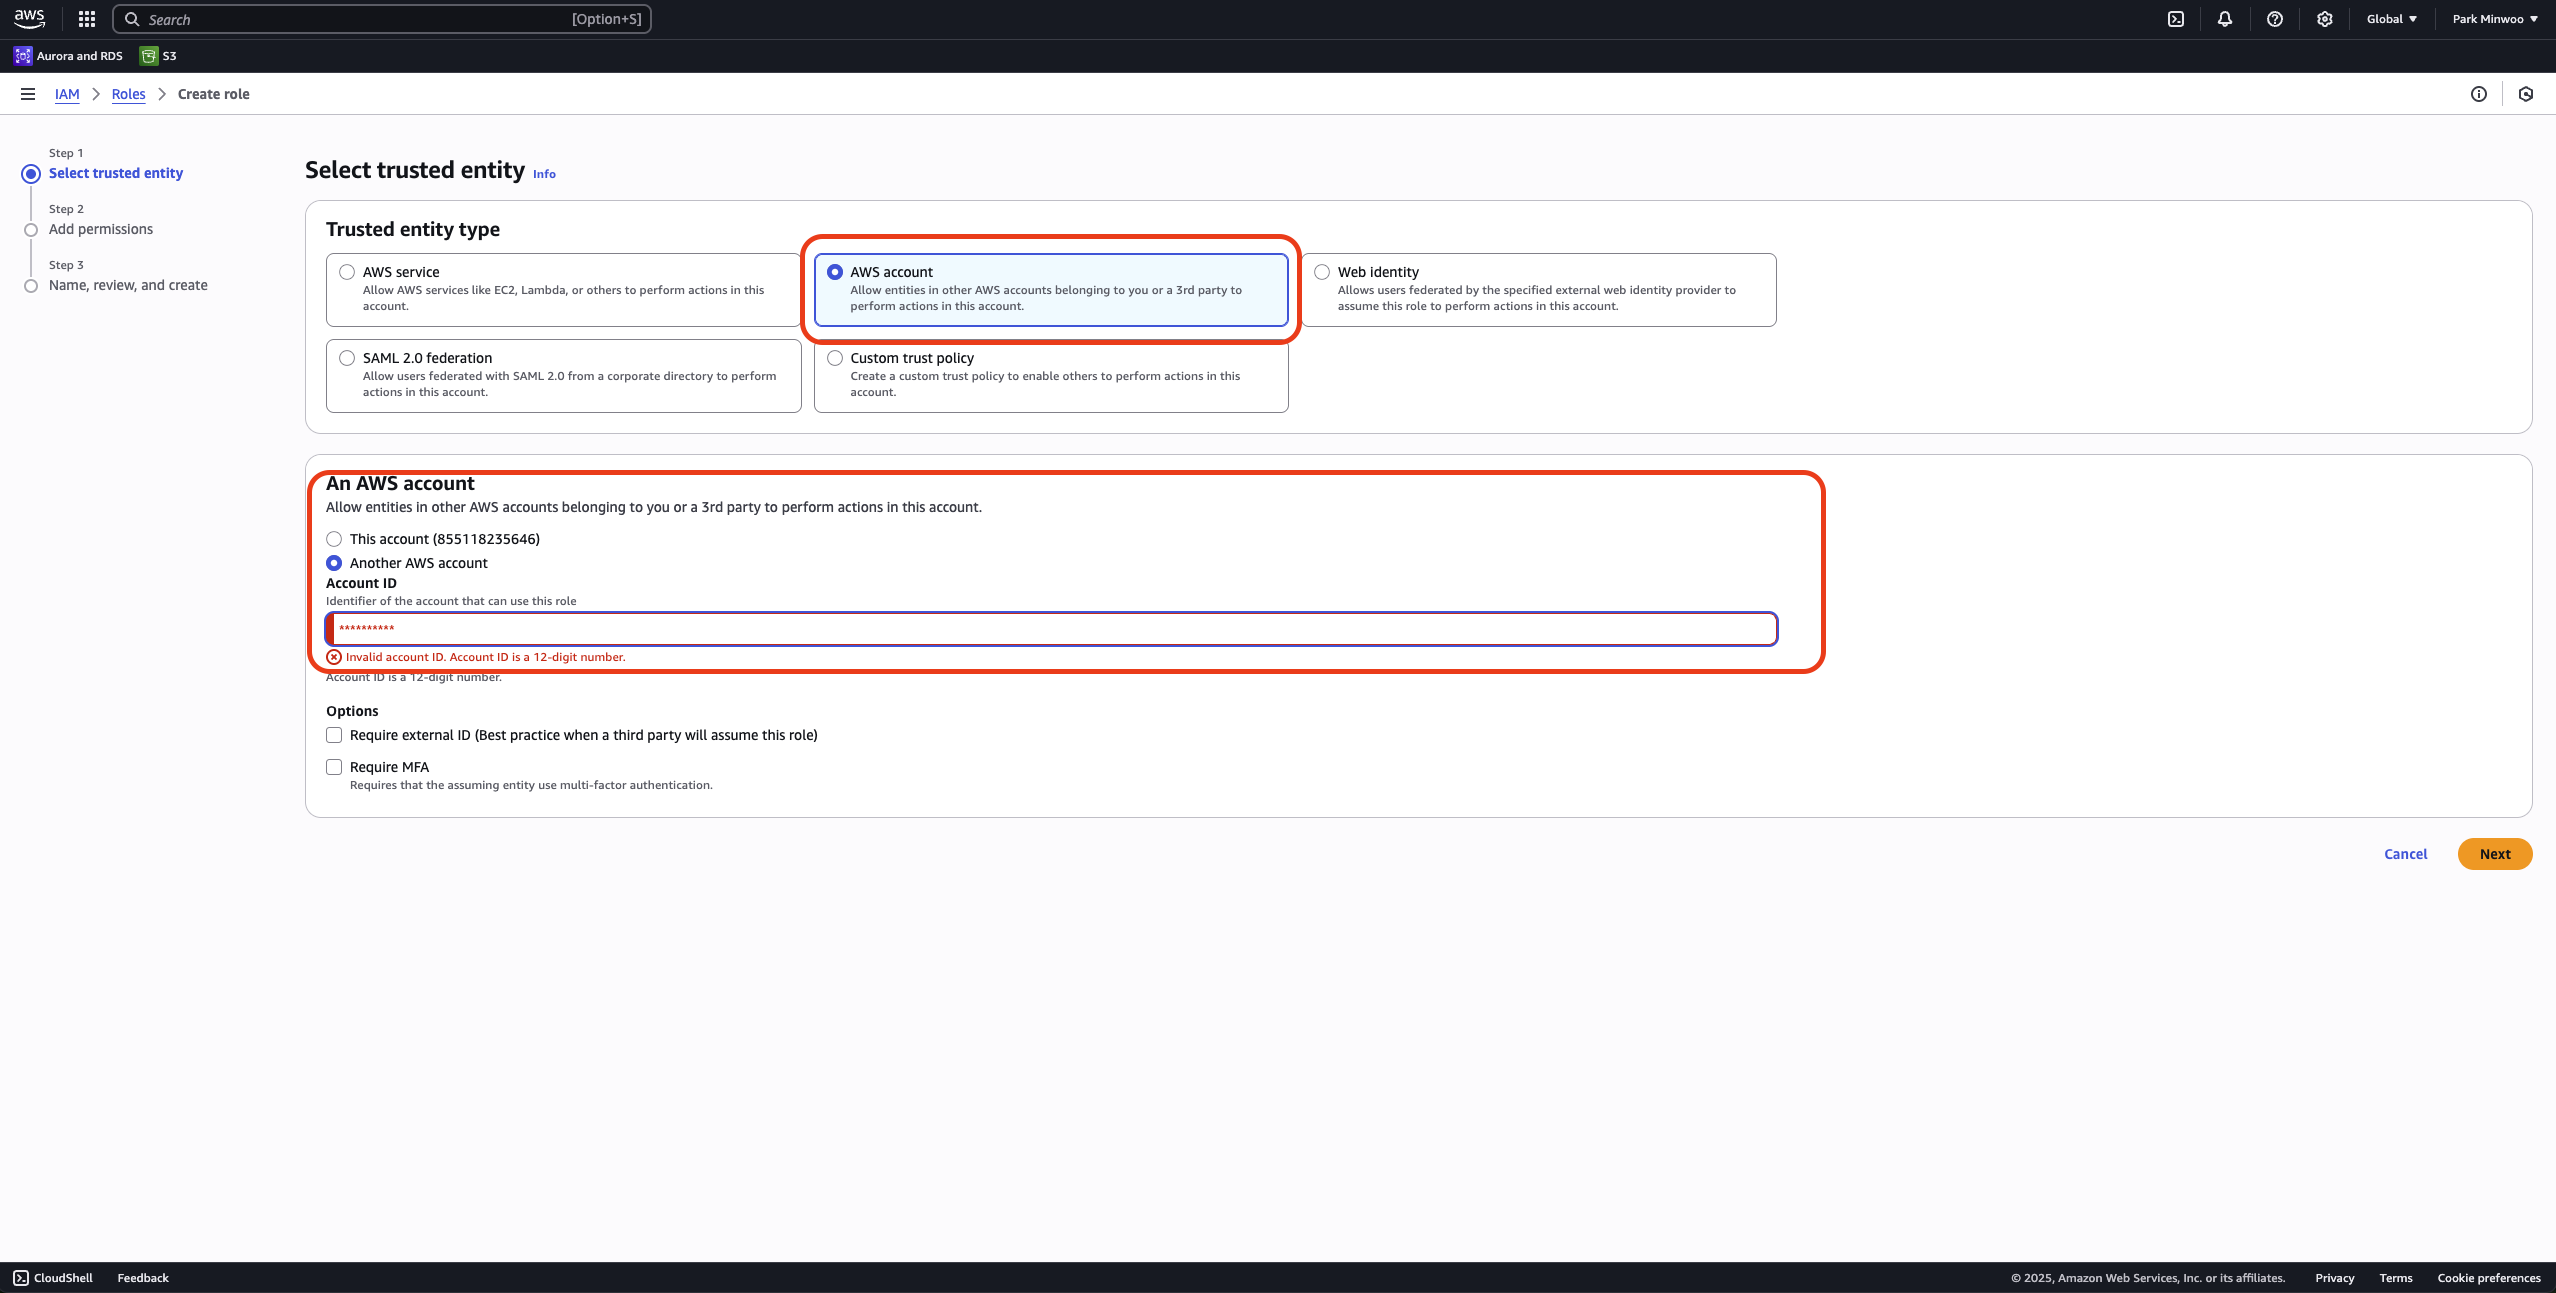 aws
Search [Option+S]
Global
Park Minwoo
Aurora and RDS
S3
IAM
Roles
Create role
Step 1
Select trusted entity
Step 2
Add permissions
Step 3
Name, review, and create
Select trusted entity Info
Trusted entity type
AWS service
Allow AWS services like EC2, Lambda, or others to perform actions in this
account.
AWS account
Allow entities in other AWS accounts belonging to you or a 3rd party to
perform actions in this account.
Web identity
Allows users federated by the specified external web identity provider to
assume this role to perform actions in this account.
SAML 2.0 federation
Allow users federated with SAML 2.0 from a corporate directory to perform
actions in this account.
Custom trust policy
Create a custom trust policy to enable others to perform actions in this
account.
An AWS account
Allow entities in other AWS accounts belonging to you or a 3rd party to perform actions in this account.
This account (855118235646)
Another AWS account
Account ID
Identifier of the account that can use this role
**********
Invalid account ID. Account ID is a 12-digit number.
Account ID is a 12-digit number.
Options
Require external ID (Best practice when a third party will assume this role)
Require MFA
Requires that the assuming entity use multi-factor authentication.
Cancel
Next
CloudShell
Feedback
© 2025, Amazon Web Services, Inc. or its affiliates.
Privacy
Terms
Cookie preferences